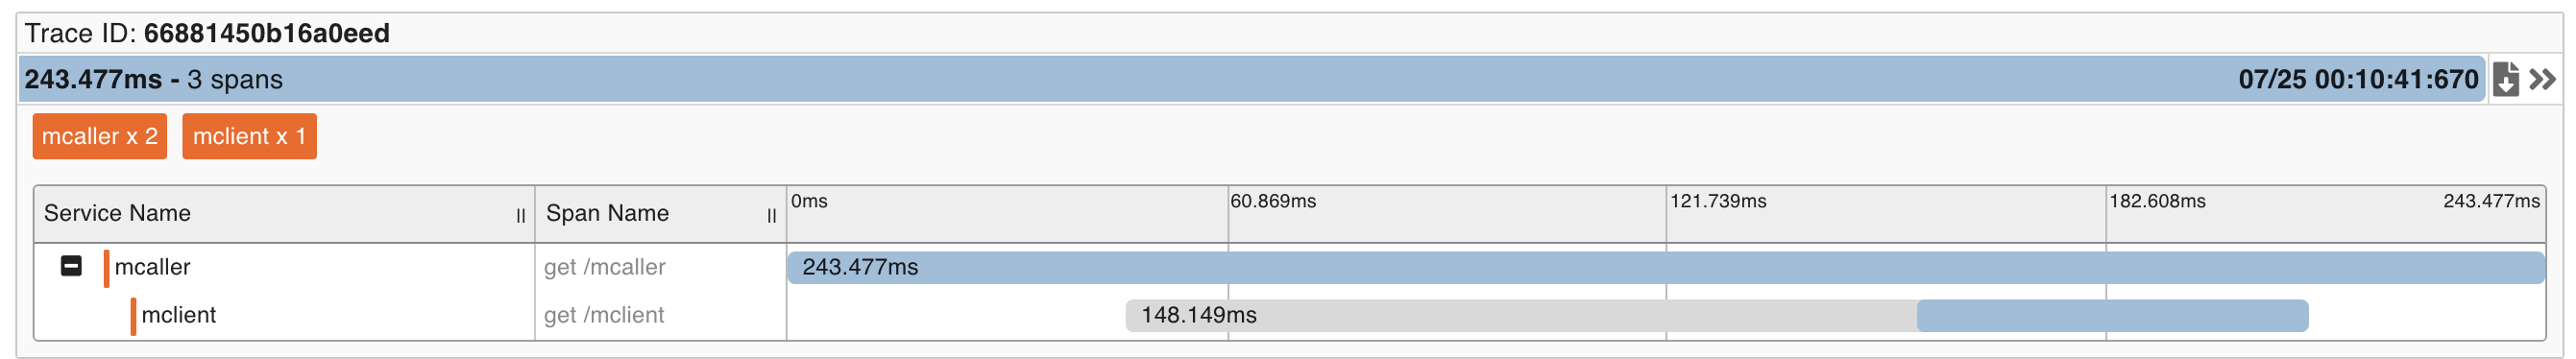 Trace ID: 66881450b16a0eed
243.477ms - 3 spans 07/25 00:10:41:670
mcaller x 2 mclient x 1
Service Name Span Name 0ms 60.869ms 121.739ms 182.608ms 243.477ms
mcaller get /mcaller 243.477ms
mclient get /mclient 148.149ms